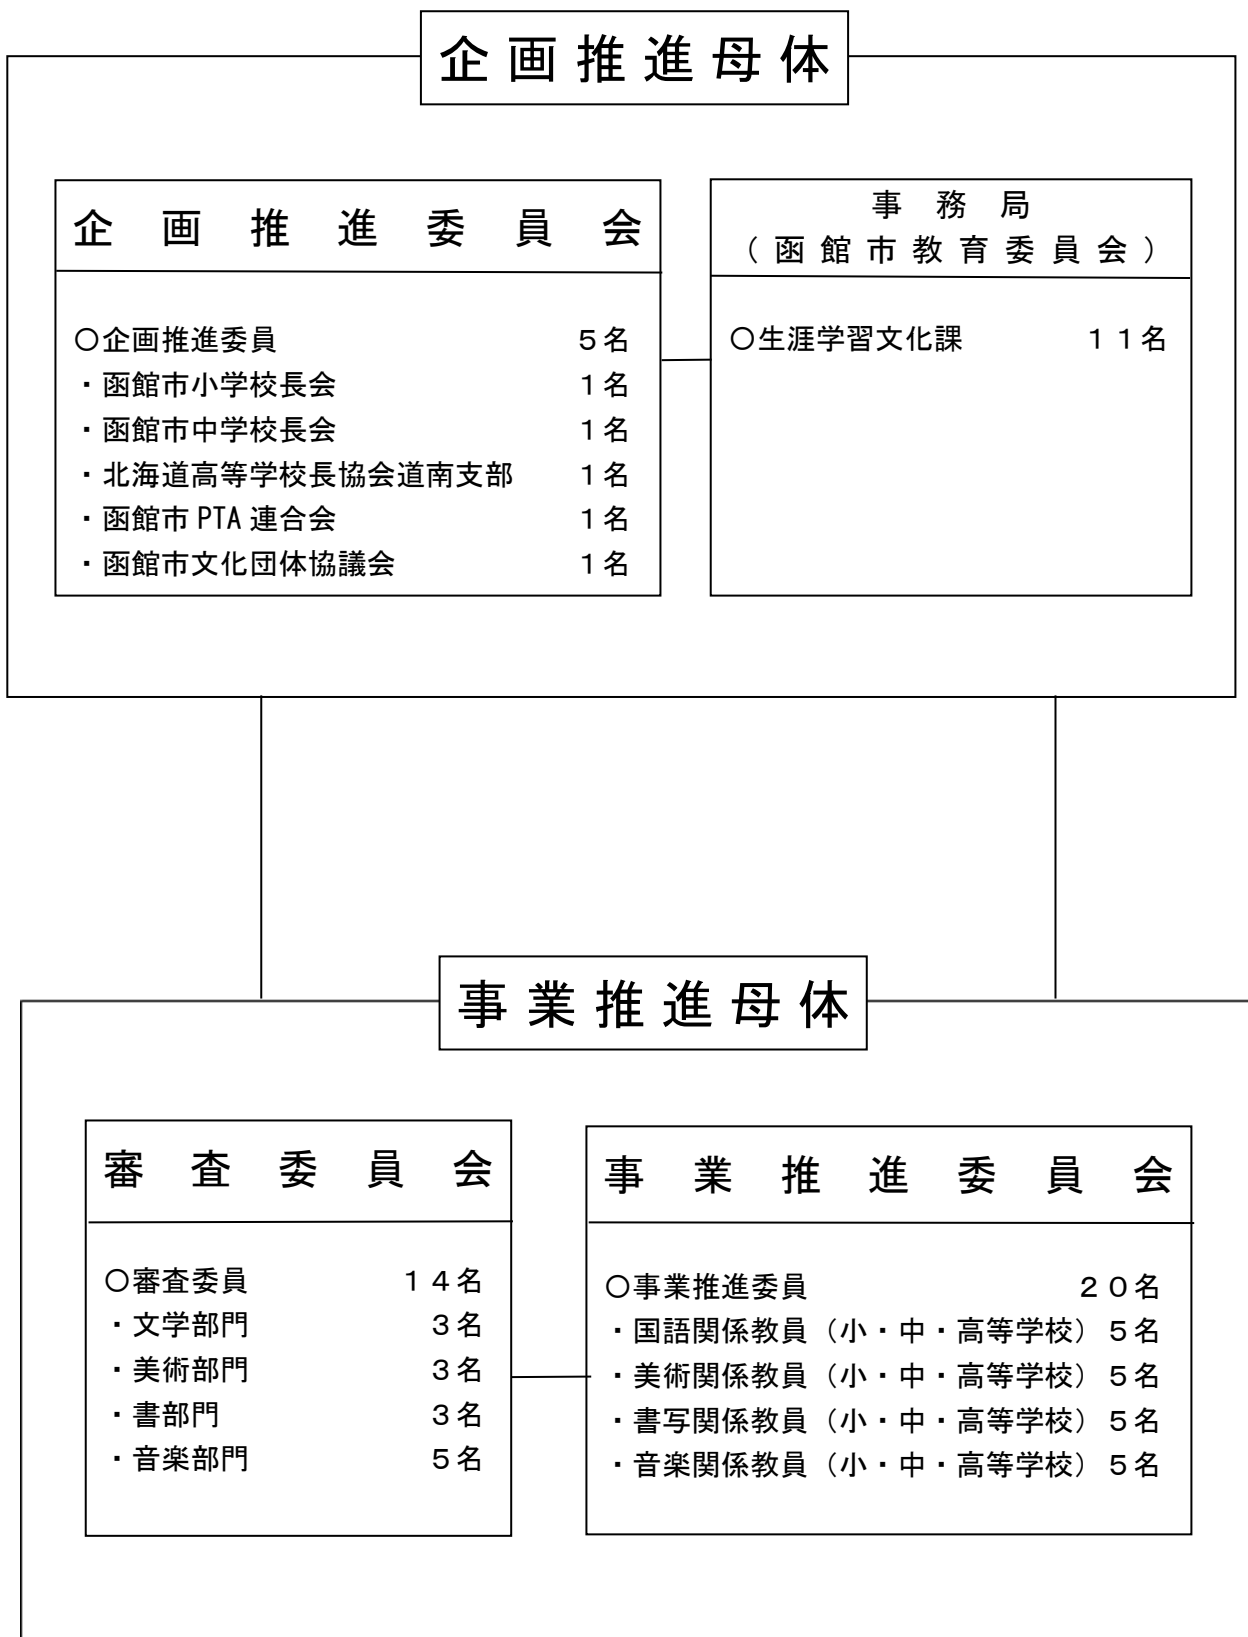 企画推進母体
企画推進委員会
○企画推進委員 5名
・函館市小学校長会 1名
・函館市中学校長会 1名
・北海道高等学校長協会道南支部 1名
・函館市PTA連合会 1名
・函館市文化団体協議会 1名
事務局
(函館市教育委員会)
○生涯学習文化課 11名
事業推進母体
審査委員会
○審査委員 14名
・文学部門 3名
・美術部門 3名
・書部門 3名
・音楽部門 5名
事業推進委員会
○事業推進委員 20名
・国語関係教員(小・中・高等学校)5名
・美術関係教員(小・中・高等学校)5名
・書写関係教員(小・中・高等学校)5名
・音楽関係教員(小・中・高等学校)5名